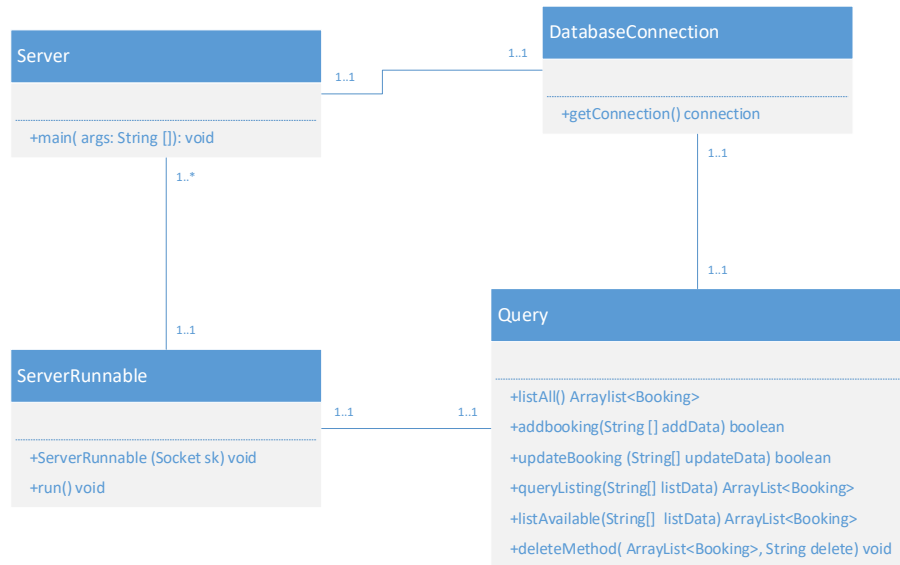 Server
+main( args: String []): void
1..1
1..1
DatabaseConnection
+getConnection() connection
1..*
1..1
1..1
1..1
ServerRunnable
+ServerRunnable (Socket sk) void
+run() void
1..1
1..1
Query
+listAll() Arraylist<Booking>
+addbooking(String [] addData) boolean
+updateBooking (String[] updateData) boolean
+queryListing(String[] listData) ArrayList<Booking>
+listAvailable(String[] listData) ArrayList<Booking>
+deleteMethod( ArrayList<Booking>, String delete) void